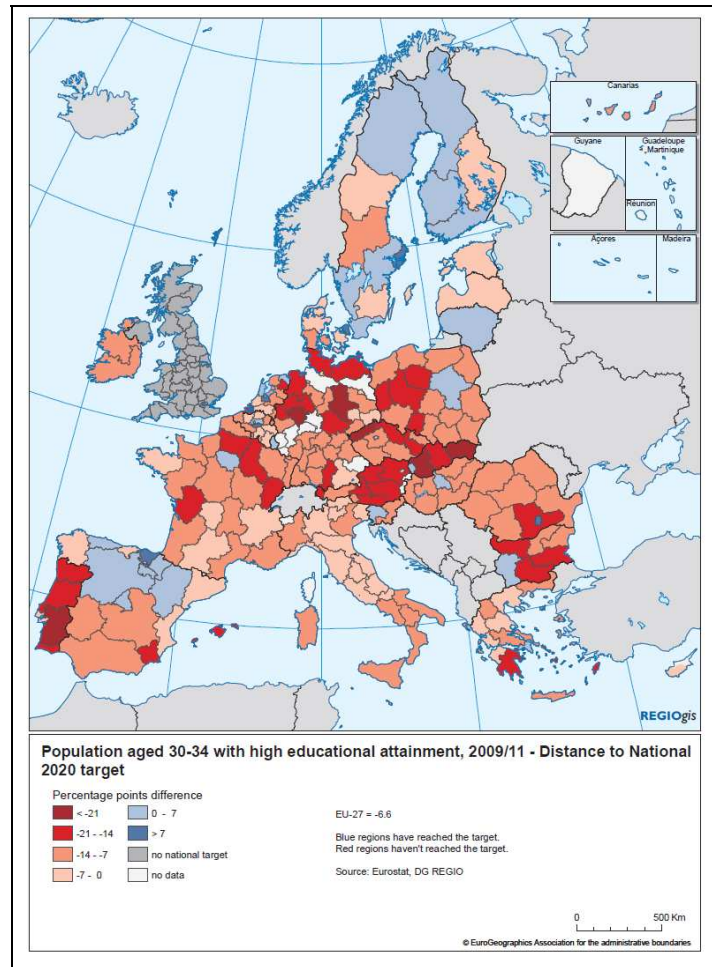 Canarias
Guyane
Guadeloupe
Martinique
Réunion
Açores
Madeira
REGIOgis
Population aged 30-34 with high educational attainment, 2009/11 - Distance to National
2020 target
Percentage points difference
< -21
-21 - -14
-14 - -7
-7 - 0
0 - 7
> 7
no national target
no data
EU-27 = -6.6
Blue regions have reached the target.
Red regions haven't reached the target.
Source: Eurostat, DG REGIO
0 500 Km
© EuroGeographics Association for the administrative boundaries